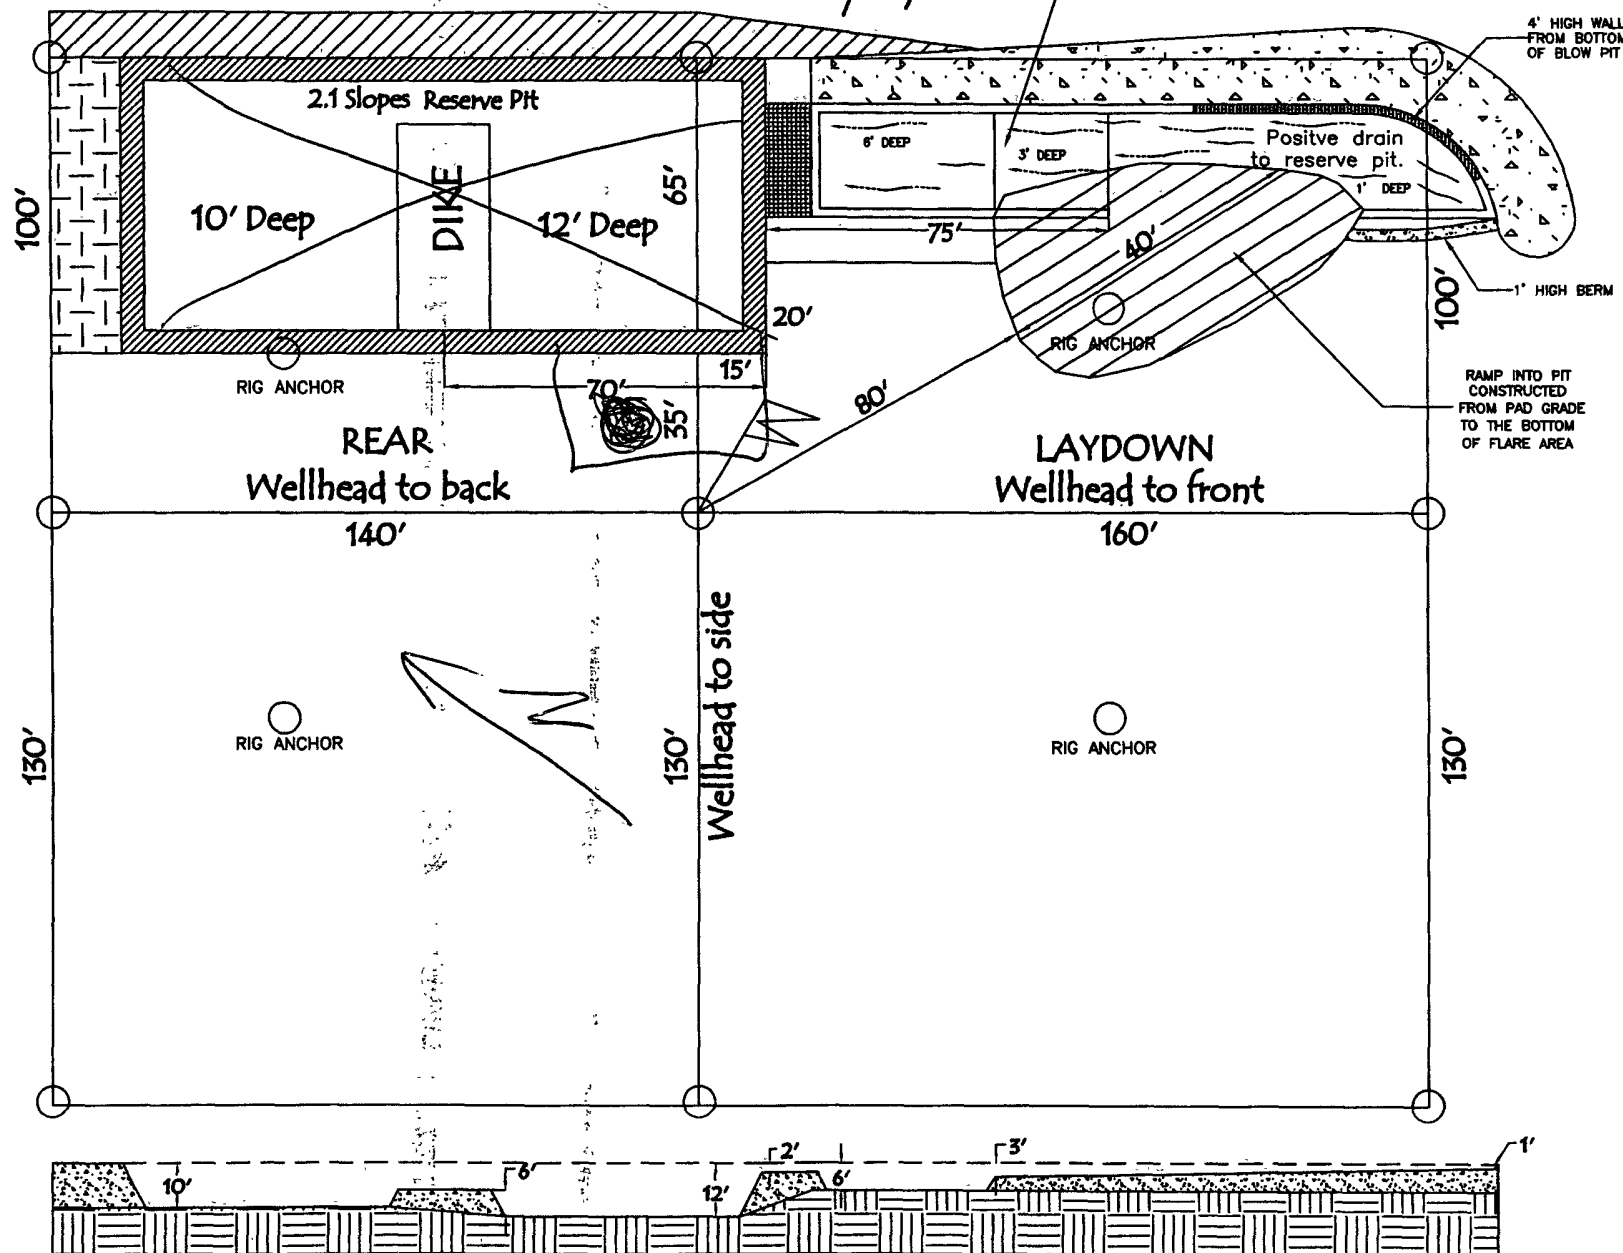 4' HIGH WALL
FROM BOTTOM
OF BLOW PIT
2.1 Slopes Reserve Pit
6' DEEP
3' DEEP
Positve drain
to reserve pit.
1' DEEP
100'
10' Deep
DIKE
12' Deep
65'
75'
40'
1' HIGH BERM
100'
20'
RIG ANCHOR
RIG ANCHOR
15'
70'
35'
80'
RAMP INTO PIT
CONSTRUCTED
FROM PAD GRADE
TO THE BOTTOM
OF FLARE AREA
REAR
Wellhead to back
LAYDOWN
Wellhead to front
140'
160'
Wellhead to side
RIG ANCHOR
RIG ANCHOR
130'
130'
130'
10'
6'
12'
2'
6'
3'
1'